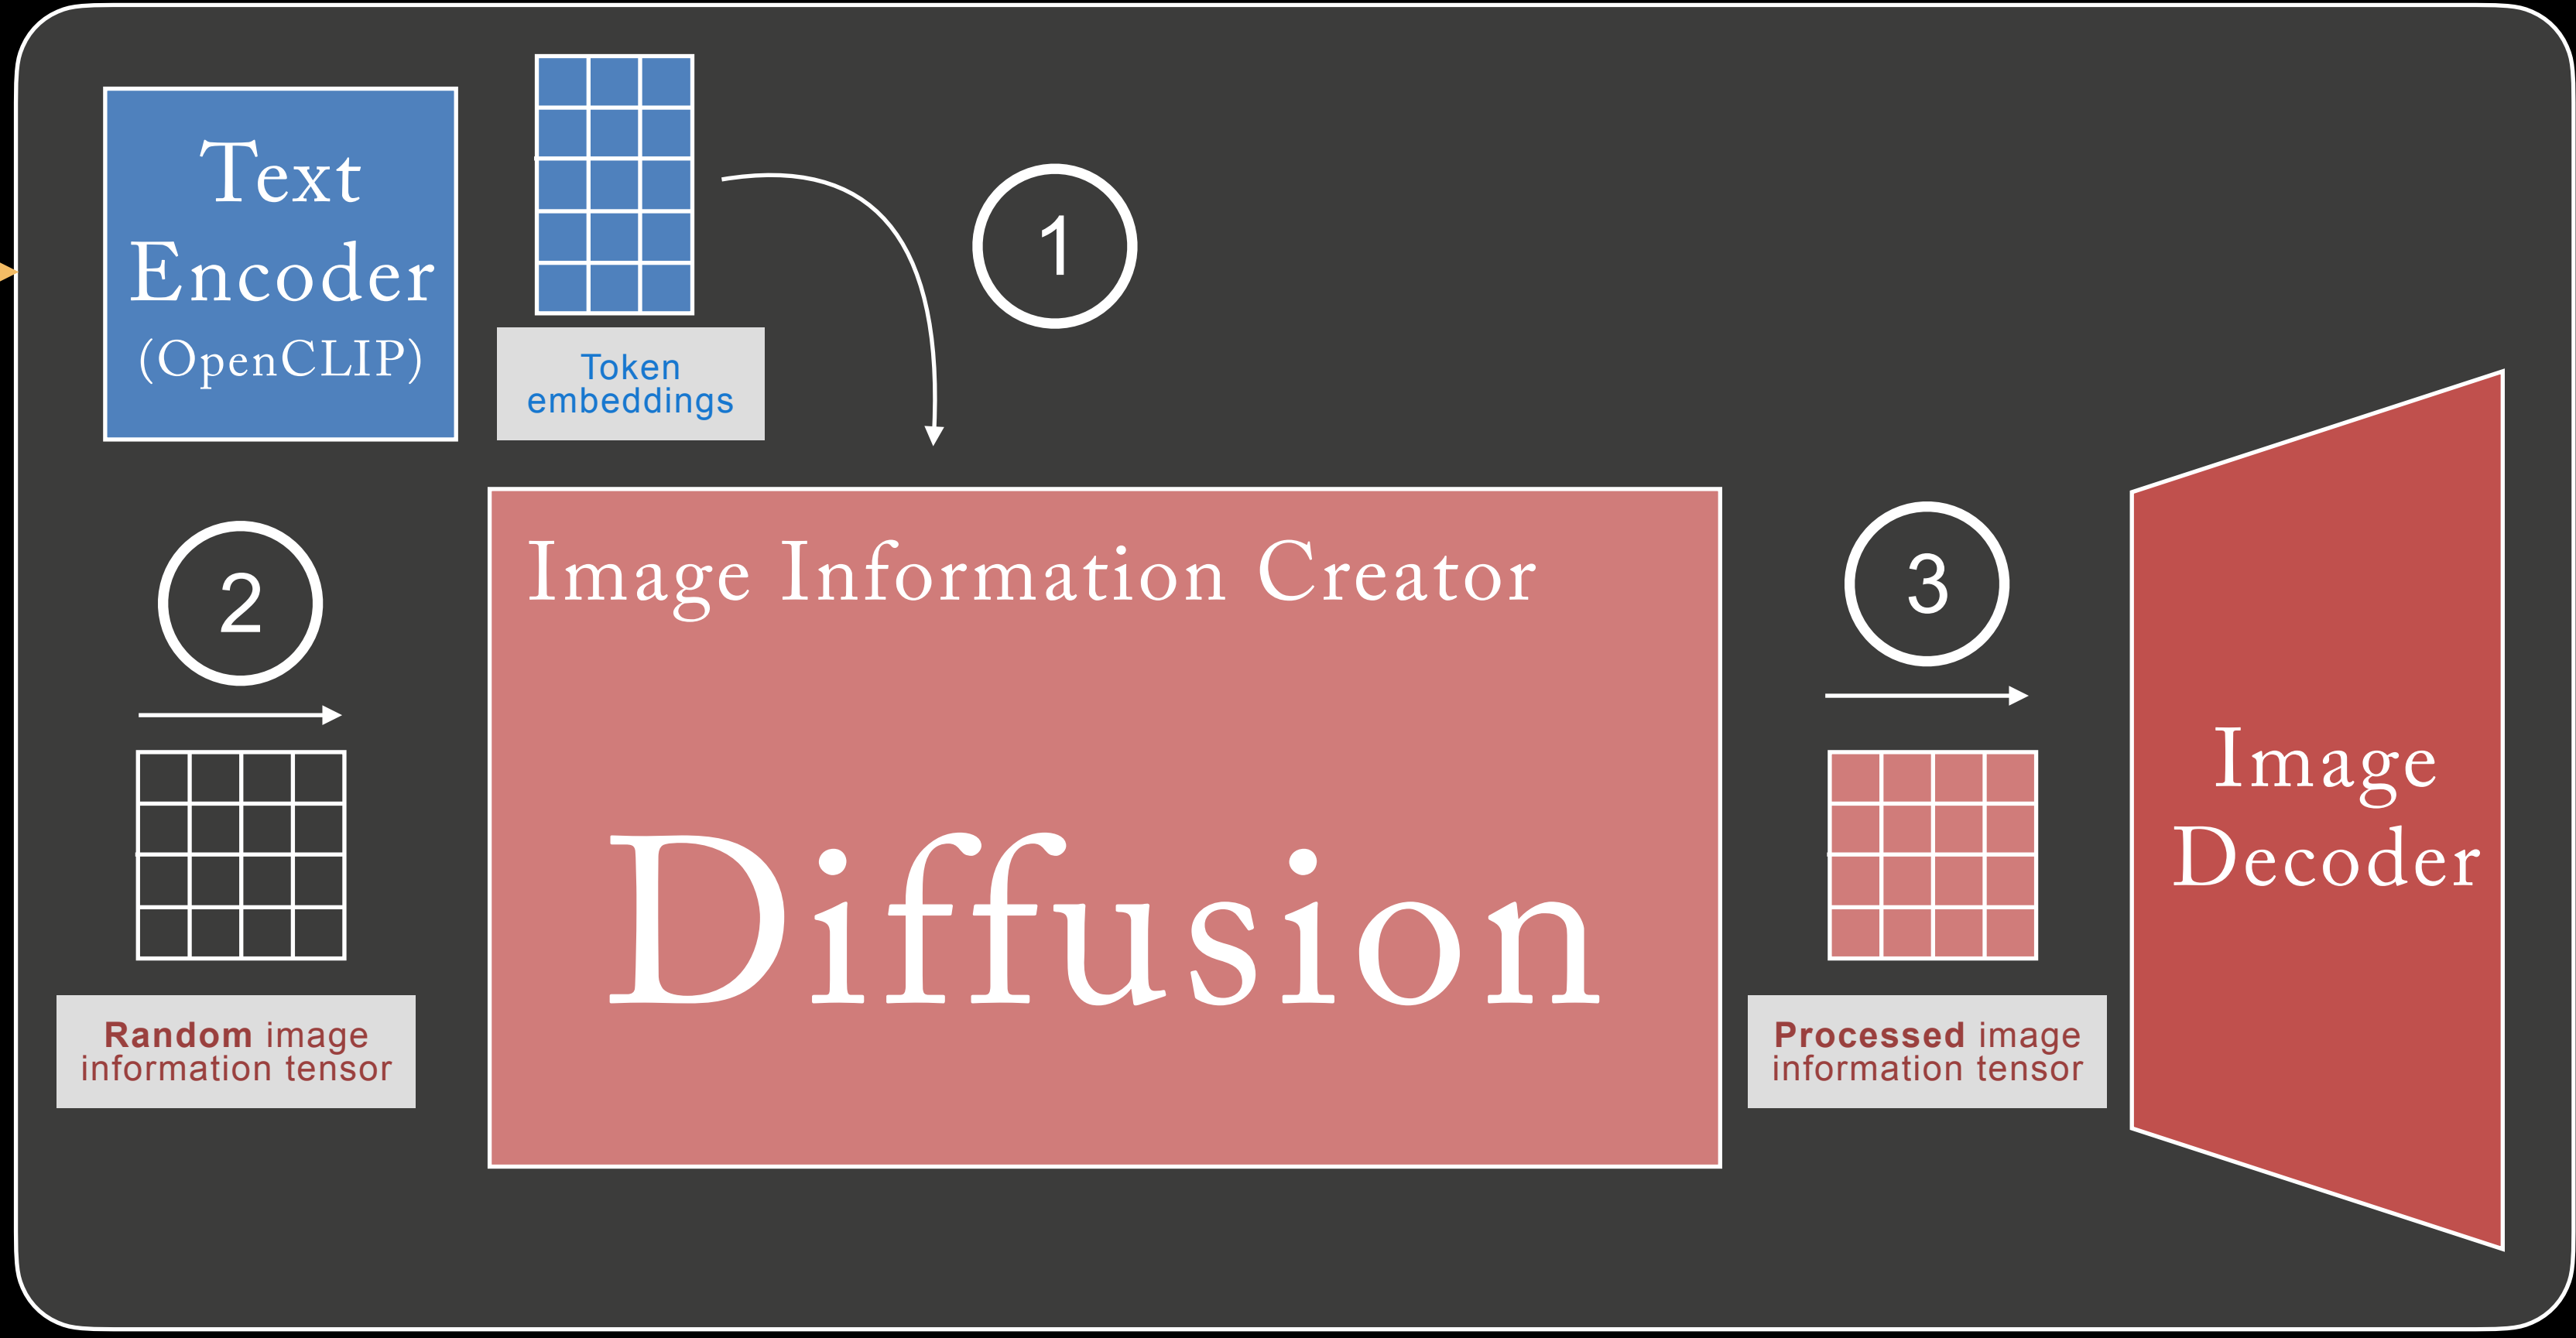 Text
Encoder
(OpenCLIP)
Token
embeddings
1
2
Random image
information tensor
Image Information Creator
Diffusion
3
Processed image
information tensor
Image
Decoder